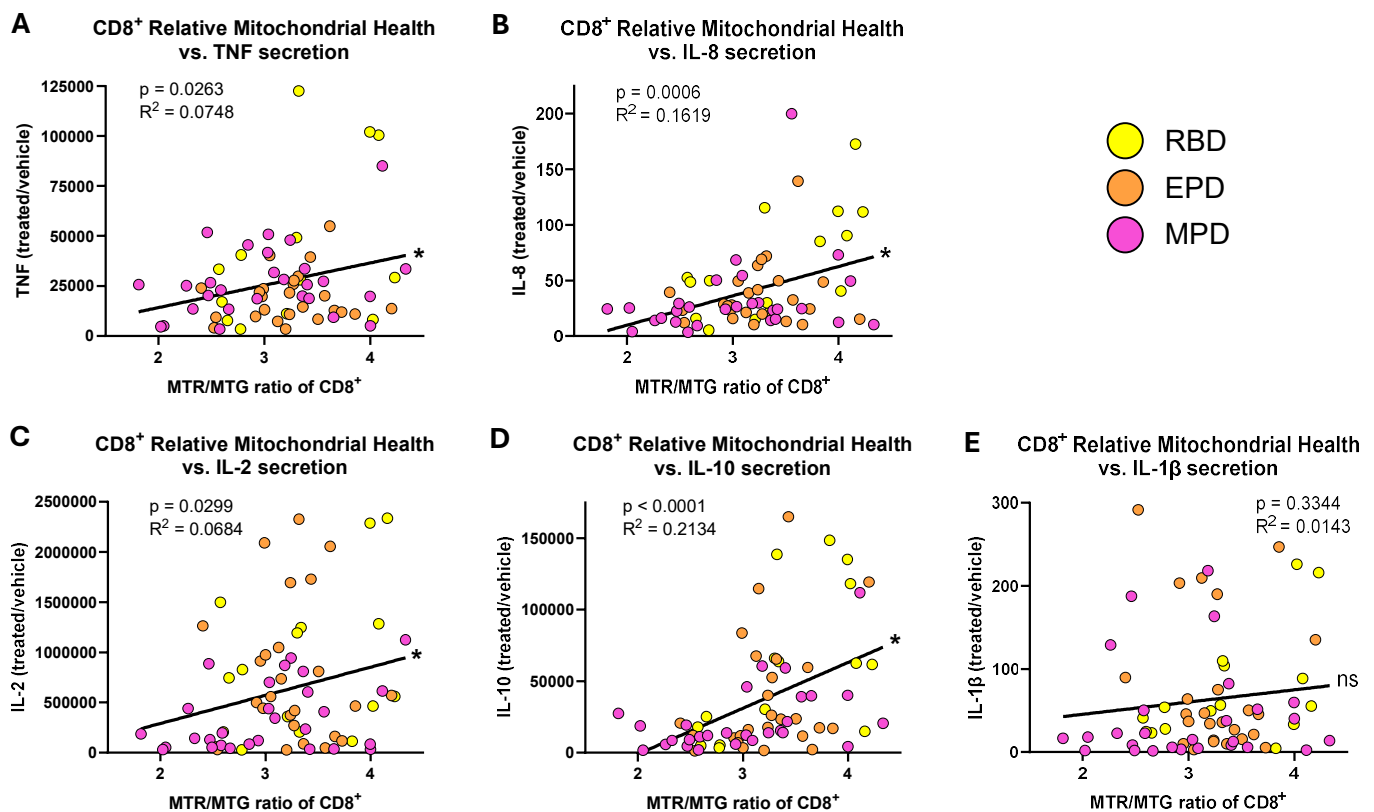 A
CD8⁺ Relative Mitochondrial Health
vs. TNF secretion
p = 0.0263
R² = 0.0748
TNF (treated/vehicle)
125000
100000
75000
50000
25000
0
*
2 3 4
MTR/MTG ratio of CD8⁺
B
CD8⁺ Relative Mitochondrial Health
vs. IL-8 secretion
p = 0.0006
R² = 0.1619
IL-8 (treated/vehicle)
200
150
100
50
0
*
2 3 4
MTR/MTG ratio of CD8⁺
RBD
EPD
MPD
C
CD8⁺ Relative Mitochondrial Health
vs. IL-2 secretion
p = 0.0299
R² = 0.0684
IL-2 (treated/vehicle)
2500000
2000000
1500000
1000000
500000
0
*
2 3 4
MTR/MTG ratio of CD8⁺
D
CD8⁺ Relative Mitochondrial Health
vs. IL-10 secretion
p < 0.0001
R² = 0.2134
IL-10 (treated/vehicle)
150000
100000
50000
0
*
2 3 4
MTR/MTG ratio of CD8⁺
E
CD8⁺ Relative Mitochondrial Health
vs. IL-1β secretion
p = 0.3344
R² = 0.0143
IL-1β (treated/vehicle)
300
200
100
0
ns
2 3 4
MTR/MTG ratio of CD8⁺